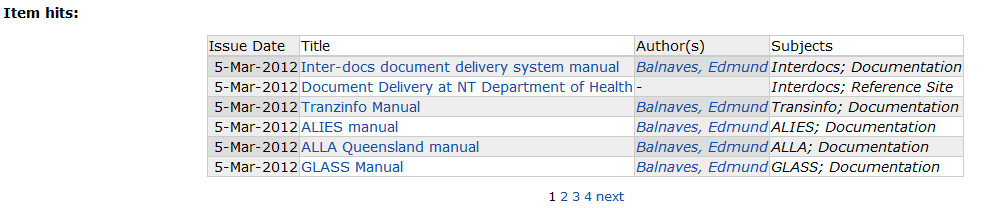 Item hits:
Issue Date Title Author(s) Subjects
5-Mar-2012 Inter-docs document delivery system manual Balnaves, Edmund Interdocs; Documentation
5-Mar-2012 Document Delivery at NT Department of Health - Interdocs; Reference Site
5-Mar-2012 Tranzinfo Manual Balnaves, Edmund Transinfo; Documentation
5-Mar-2012 ALIES manual Balnaves, Edmund ALIES; Documentation
5-Mar-2012 ALLA Queensland manual Balnaves, Edmund ALLA; Documentation
5-Mar-2012 GLASS Manual Balnaves, Edmund GLASS; Documentation
1 2 3 4 next